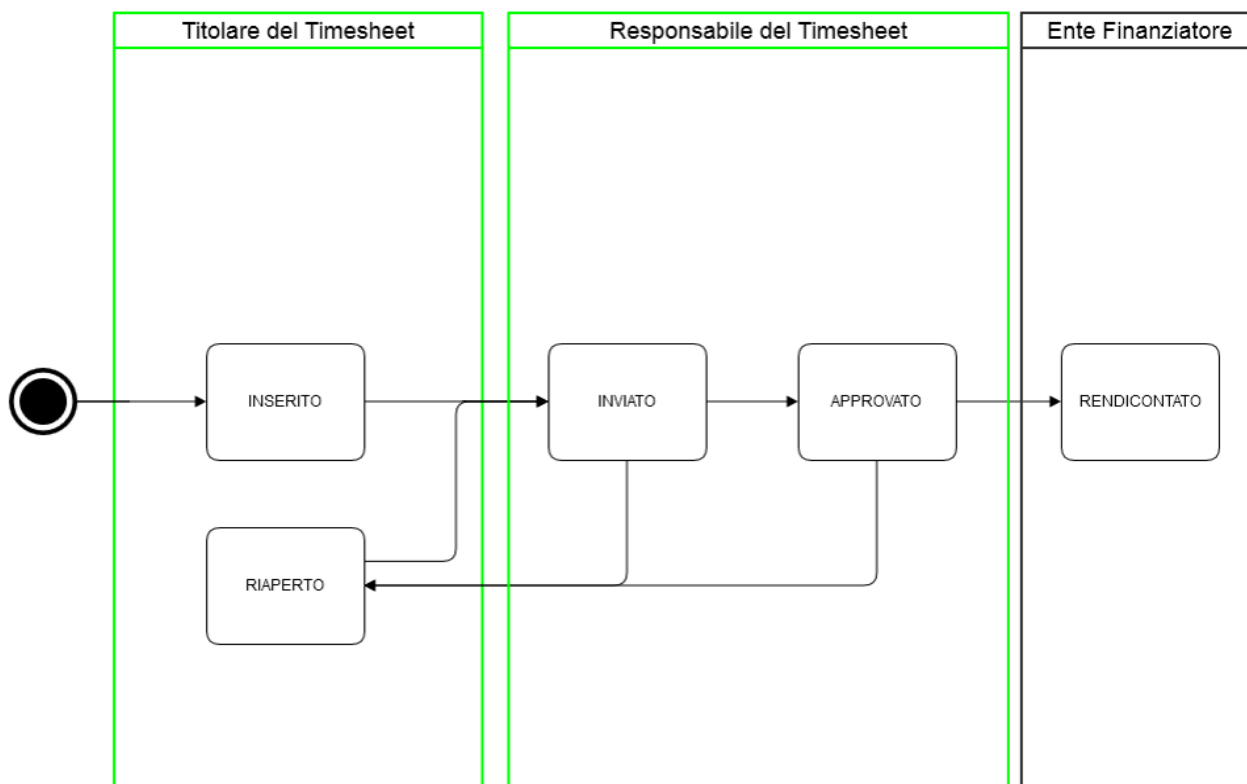 Titolare del Timesheet
Responsabile del Timesheet
Ente Finanziatore
INSERITO
INVIATO
APPROVATO
RENDICONTATO
RIAPERTO